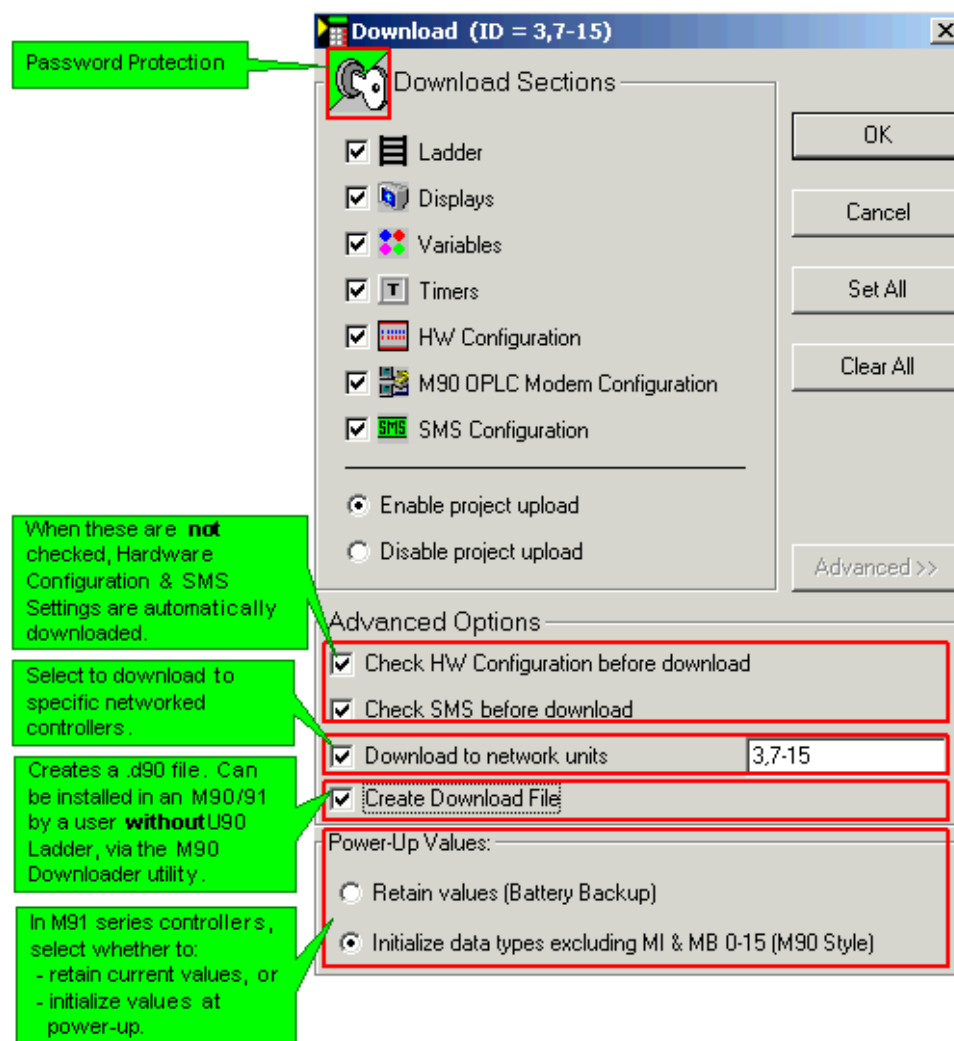 Download (ID = 3,7-15)
Password Protection
Download Sections
Ladder
Displays
Variables
T Timers
HW Configuration
M90 OPLC Modem Configuration
SMS SMS Configuration
Enable project upload
Disable project upload
OK
Cancel
Set All
Clear All
Advanced >>
When these are not
checked, Hardware
Configuration & SMS
Settings are automatically
downloaded.
Advanced Options
Check HW Configuration before download
Check SMS before download
Select to download to
specific networked
controllers.
Download to network units 3,7-15
Creates a .d90 file. Can
be installed in an M90/91
by a user without U90
Ladder, via the M90
Downloader utility.
Create Download File
Power-Up Values:
Retain values (Battery Backup)
Initialize data types excluding MI & MB 0-15 (M90 Style)
In M91 series controllers,
select whether to:
- retain current values, or
- initialize values at
power-up.